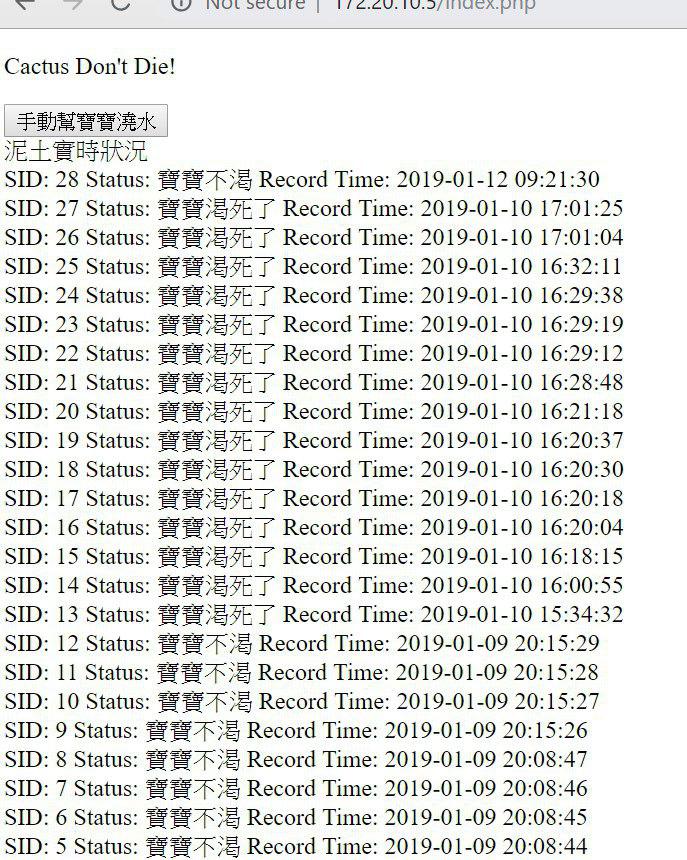 Not secure | 172.20.10.5/index.php
Cactus Don't Die!
手動幫寶寶澆水
泥土實時狀況
SID: 28 Status: 寶寶不渴 Record Time: 2019-01-12 09:21:30
SID: 27 Status: 寶寶渴死了 Record Time: 2019-01-10 17:01:25
SID: 26 Status: 寶寶渴死了 Record Time: 2019-01-10 17:01:04
SID: 25 Status: 寶寶渴死了 Record Time: 2019-01-10 16:32:11
SID: 24 Status: 寶寶渴死了 Record Time: 2019-01-10 16:29:38
SID: 23 Status: 寶寶渴死了 Record Time: 2019-01-10 16:29:19
SID: 22 Status: 寶寶渴死了 Record Time: 2019-01-10 16:29:12
SID: 21 Status: 寶寶渴死了 Record Time: 2019-01-10 16:28:48
SID: 20 Status: 寶寶渴死了 Record Time: 2019-01-10 16:21:18
SID: 19 Status: 寶寶渴死了 Record Time: 2019-01-10 16:20:37
SID: 18 Status: 寶寶渴死了 Record Time: 2019-01-10 16:20:30
SID: 17 Status: 寶寶渴死了 Record Time: 2019-01-10 16:20:18
SID: 16 Status: 寶寶渴死了 Record Time: 2019-01-10 16:20:04
SID: 15 Status: 寶寶渴死了 Record Time: 2019-01-10 16:18:15
SID: 14 Status: 寶寶渴死了 Record Time: 2019-01-10 16:00:55
SID: 13 Status: 寶寶渴死了 Record Time: 2019-01-10 15:34:32
SID: 12 Status: 寶寶不渴 Record Time: 2019-01-09 20:15:29
SID: 11 Status: 寶寶不渴 Record Time: 2019-01-09 20:15:28
SID: 10 Status: 寶寶不渴 Record Time: 2019-01-09 20:15:27
SID: 9 Status: 寶寶不渴 Record Time: 2019-01-09 20:15:26
SID: 8 Status: 寶寶不渴 Record Time: 2019-01-09 20:08:47
SID: 7 Status: 寶寶不渴 Record Time: 2019-01-09 20:08:46
SID: 6 Status: 寶寶不渴 Record Time: 2019-01-09 20:08:45
SID: 5 Status: 寶寶不渴 Record Time: 2019-01-09 20:08:44